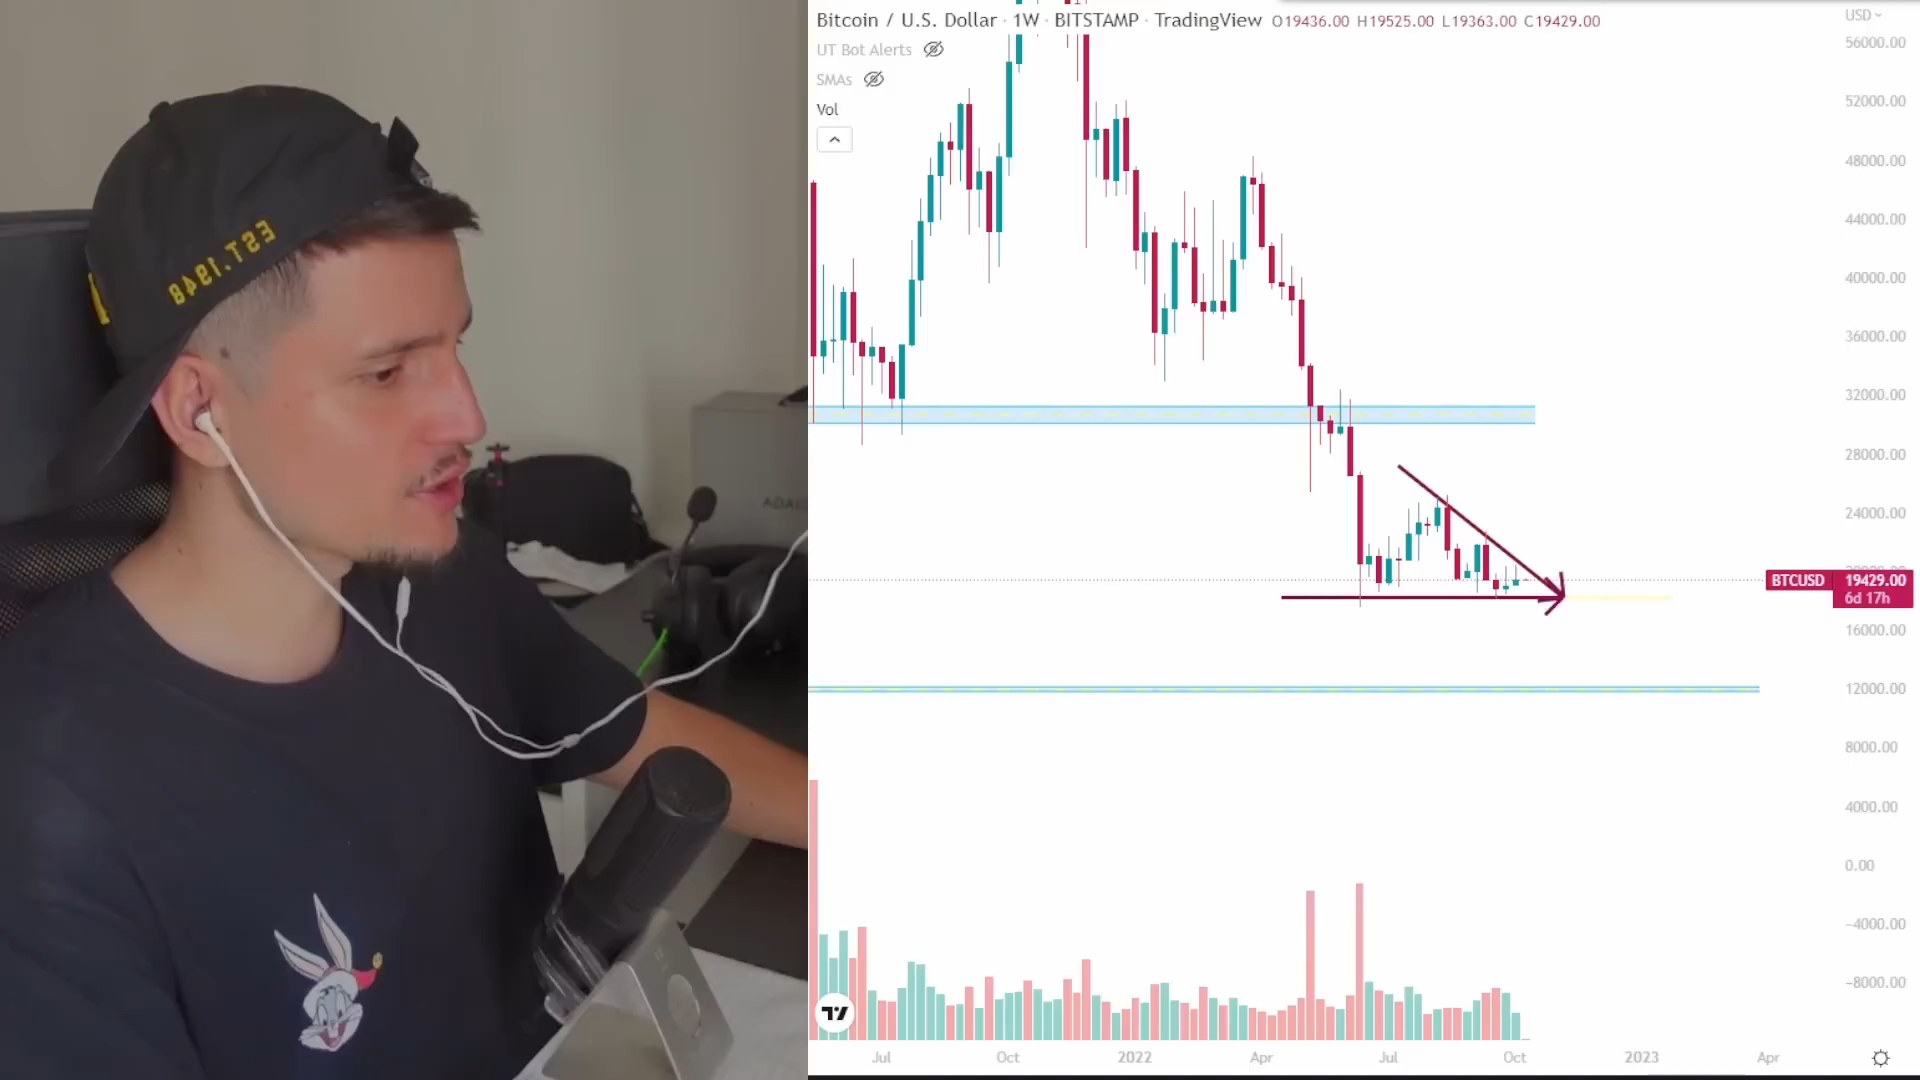 Bitcoin / U.S. Dollar · 1W · BITSTAMP · TradingView O19436.00 H19525.00 L19363.00 C19429.00
USD
UT Bot Alerts
SMAs
Vol
56000.00
52000.00
48000.00
44000.00
40000.00
36000.00
32000.00
28000.00
24000.00
BTCUSD 19429.00
6d 17h
16000.00
12000.00
8000.00
4000.00
0.00
−4000.00
−8000.00
Jul Oct 2022 Apr Jul Oct 2023 Apr
EST.1948